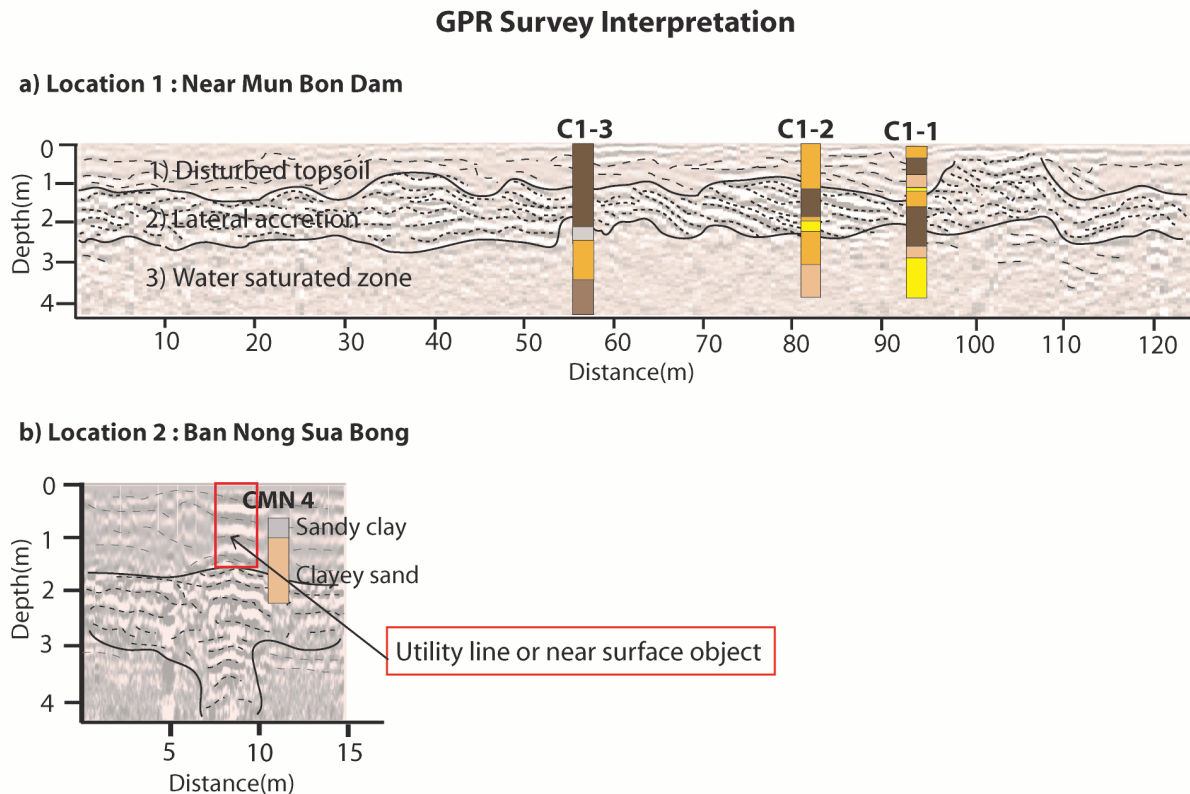 GPR Survey Interpretation
a) Location 1 : Near Mun Bon Dam
C1-3
C1-2
C1-1
0
1
2
3
4
Depth(m)
1) Disturbed topsoil
2) Lateral accretion
3) Water saturated zone
10
20
30
40
50
60
70
80
90
100
110
120
Distance(m)
b) Location 2 : Ban Nong Sua Bong
0
1
2
3
4
Depth(m)
CMN 4
Sandy clay
Clayey sand
Utility line or near surface object
5
10
15
Distance(m)